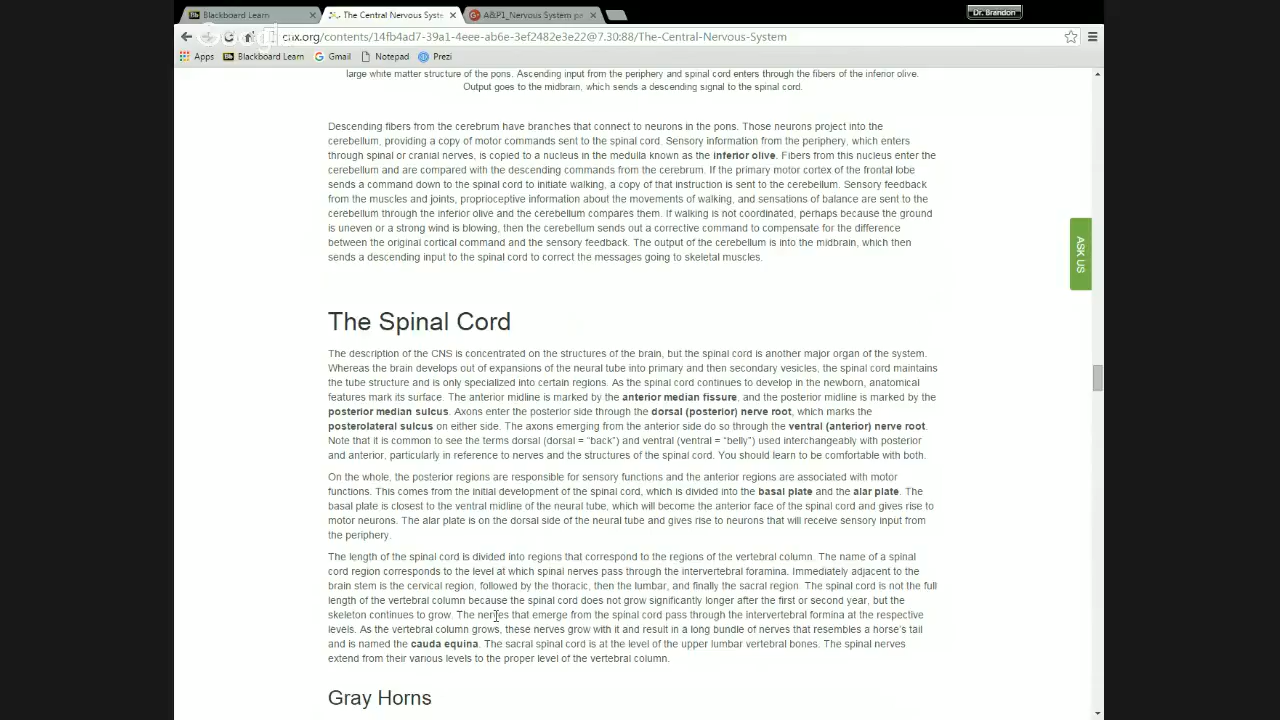 Blackboard Learn
The Central Nervous Syste
A&P1_Nervous System pa
Dr. Brandon
cnx.org/contents/14fb4ad7-39a1-4eee-ab6e-3ef2482e3e22@7.30:88/The-Central-Nervous-System
Apps Blackboard Learn Gmail Notepad Prezi
large white matter structure of the pons. Ascending input from the periphery and spinal cord enters through the fibers of the inferior olive.
Output goes to the midbrain, which sends a descending signal to the spinal cord.
Descending fibers from the cerebrum have branches that connect to neurons in the pons. Those neurons project into the
cerebellum, providing a copy of motor commands sent to the spinal cord. Sensory information from the periphery, which enters
through spinal or cranial nerves, is copied to a nucleus in the medulla known as the inferior olive. Fibers from this nucleus enter the
cerebellum and are compared with the descending commands from the cerebrum. If the primary motor cortex of the frontal lobe
sends a command down to the spinal cord to initiate walking, a copy of that instruction is sent to the cerebellum. Sensory feedback
from the muscles and joints, proprioceptive information about the movements of walking, and sensations of balance are sent to the
cerebellum through the inferior olive and the cerebellum compares them. If walking is not coordinated, perhaps because the ground
is uneven or a strong wind is blowing, then the cerebellum sends out a corrective command to compensate for the difference
between the original cortical command and the sensory feedback. The output of the cerebellum is into the midbrain, which then
sends a descending input to the spinal cord to correct the messages going to skeletal muscles.
ASK US
The Spinal Cord
The description of the CNS is concentrated on the structures of the brain, but the spinal cord is another major organ of the system.
Whereas the brain develops out of expansions of the neural tube into primary and then secondary vesicles, the spinal cord maintains
the tube structure and is only specialized into certain regions. As the spinal cord continues to develop in the newborn, anatomical
features mark its surface. The anterior midline is marked by the anterior median fissure, and the posterior midline is marked by the
posterior median sulcus. Axons enter the posterior side through the dorsal (posterior) nerve root, which marks the
posterolateral sulcus on either side. The axons emerging from the anterior side do so through the ventral (anterior) nerve root.
Note that it is common to see the terms dorsal (dorsal = “back”) and ventral (ventral = “belly”) used interchangeably with posterior
and anterior, particularly in reference to nerves and the structures of the spinal cord. You should learn to be comfortable with both.
On the whole, the posterior regions are responsible for sensory functions and the anterior regions are associated with motor
functions. This comes from the initial development of the spinal cord, which is divided into the basal plate and the alar plate. The
basal plate is closest to the ventral midline of the neural tube, which will become the anterior face of the spinal cord and gives rise to
motor neurons. The alar plate is on the dorsal side of the neural tube and gives rise to neurons that will receive sensory input from
the periphery.
The length of the spinal cord is divided into regions that correspond to the regions of the vertebral column. The name of a spinal
cord region corresponds to the level at which spinal nerves pass through the intervertebral foramina. Immediately adjacent to the
brain stem is the cervical region, followed by the thoracic, then the lumbar, and finally the sacral region. The spinal cord is not the full
length of the vertebral column because the spinal cord does not grow significantly longer after the first or second year, but the
skeleton continues to grow. The nerves that emerge from the spinal cord pass through the intervertebral formina at the respective
levels. As the vertebral column grows, these nerves grow with it and result in a long bundle of nerves that resembles a horse’s tail
and is named the cauda equina. The sacral spinal cord is at the level of the upper lumbar vertebral bones. The spinal nerves
extend from their various levels to the proper level of the vertebral column.
Gray Horns